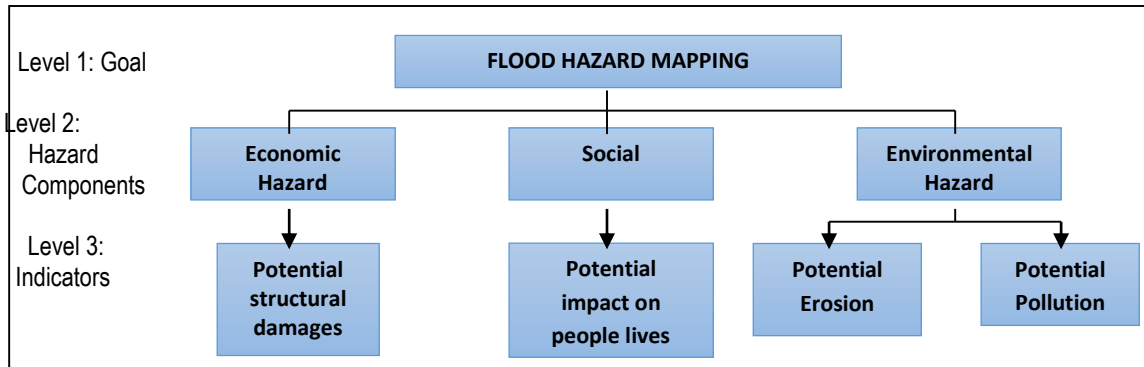 Level 1: Goal
FLOOD HAZARD MAPPING
Level 2:
Hazard
Components
Economic
Hazard
Social
Environmental
Hazard
Level 3:
Indicators
Potential
structural
damages
Potential
impact on
people lives
Potential
Erosion
Potential
Pollution